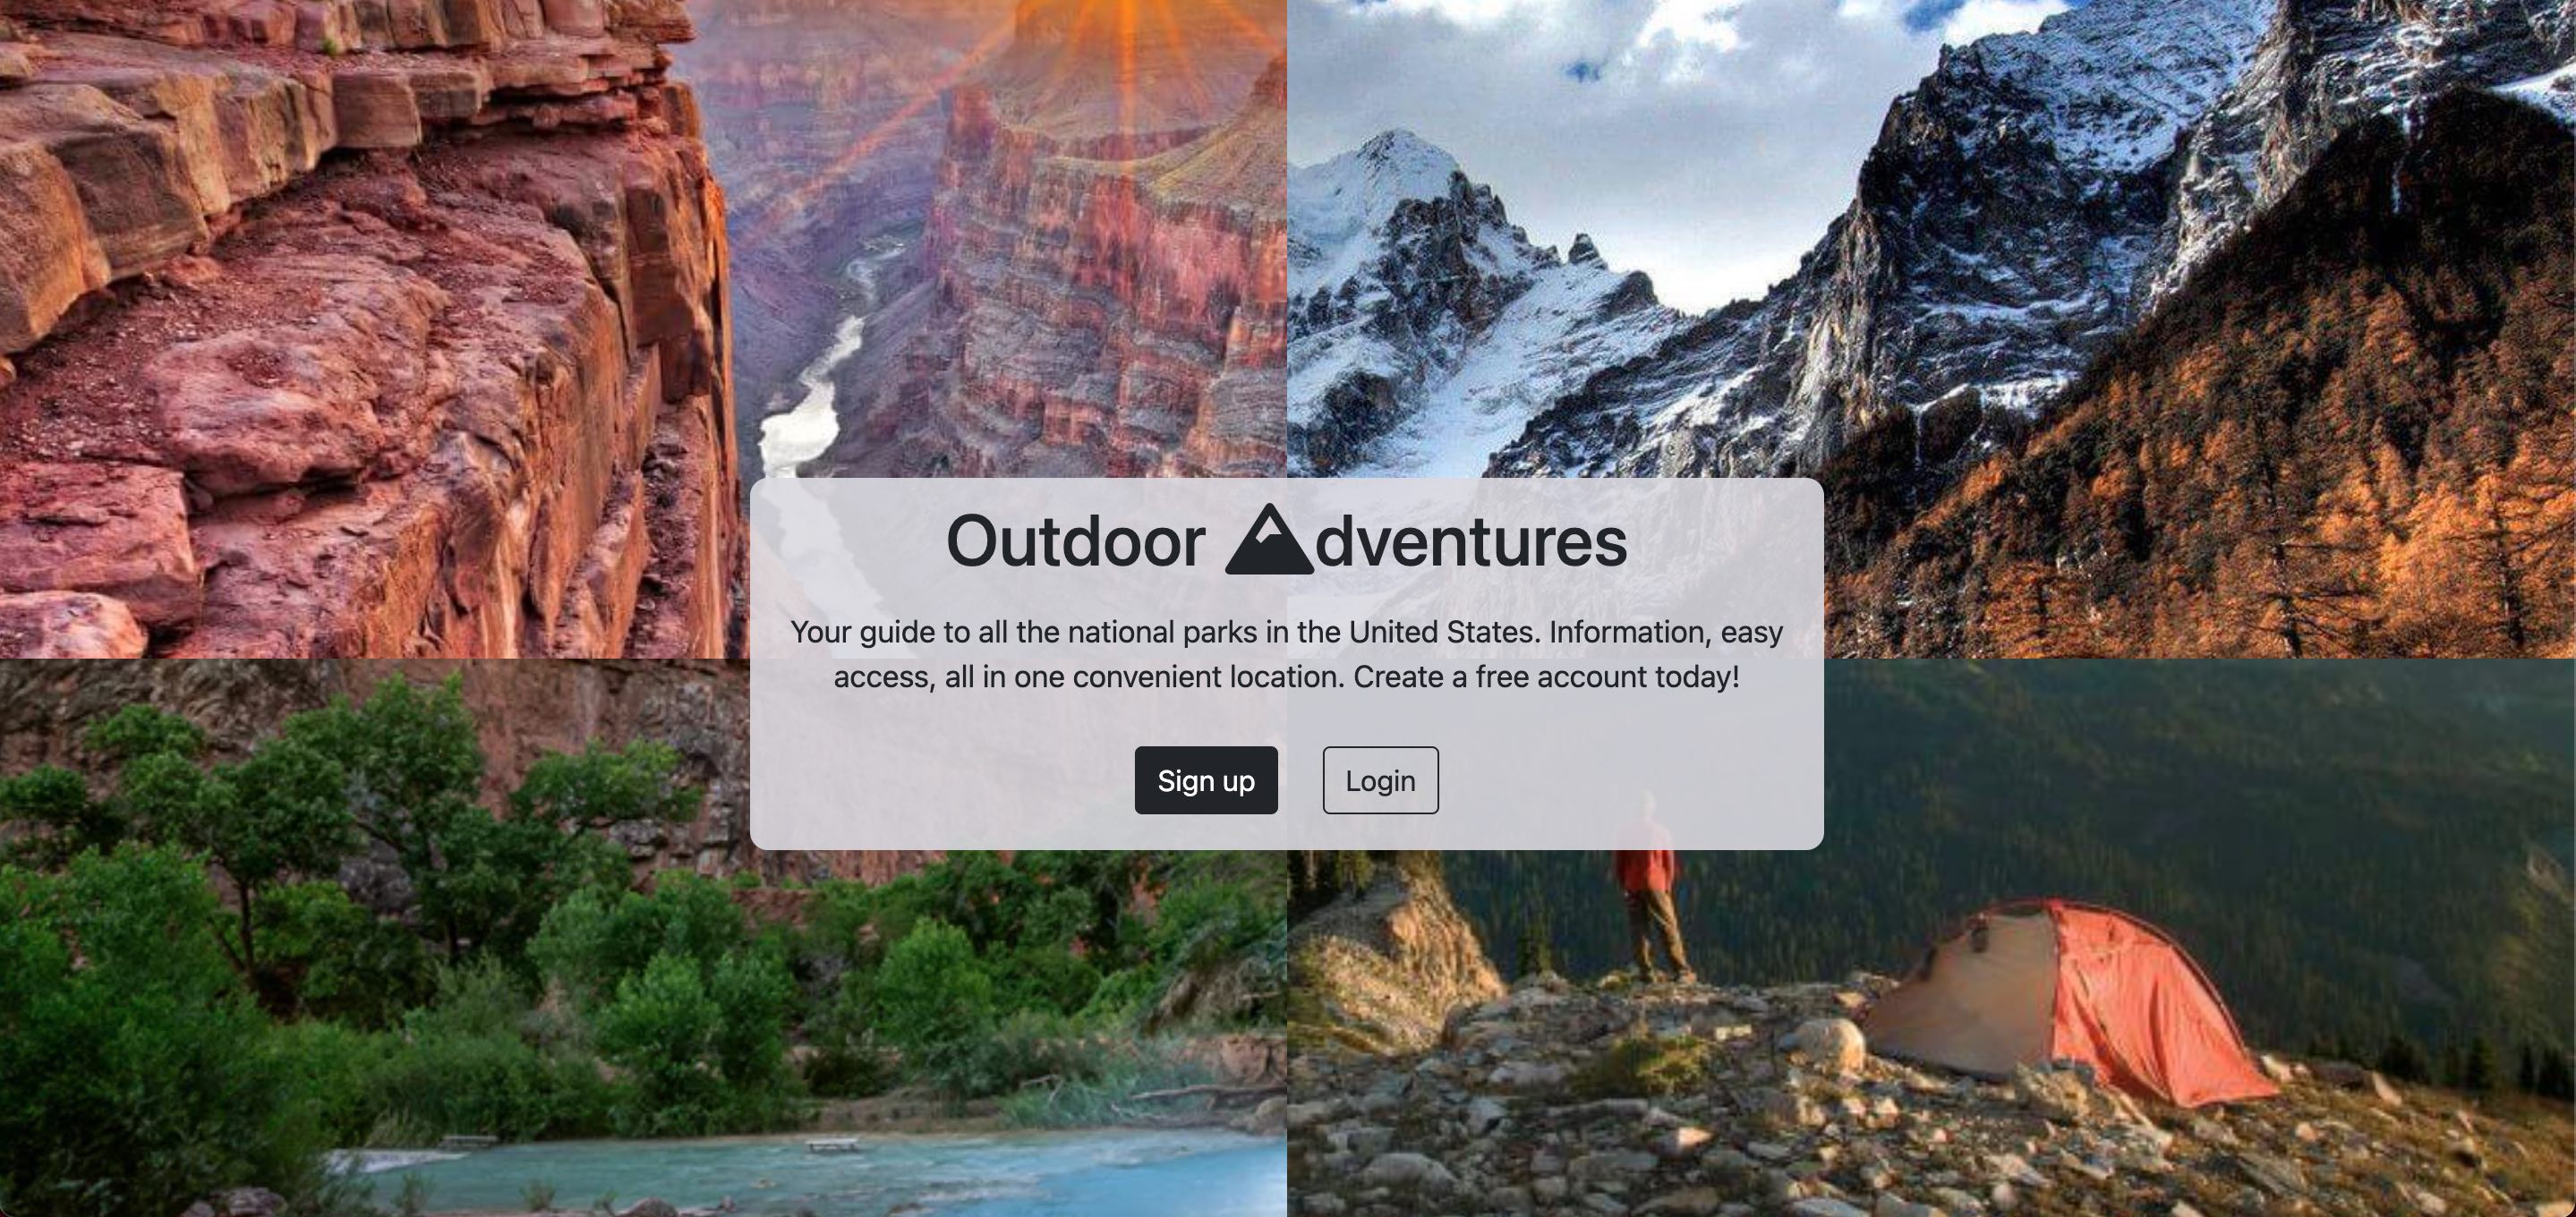 Outdoor dventures
Your guide to all the national parks in the United States. Information, easy
access, all in one convenient location. Create a free account today!
Sign up
Login